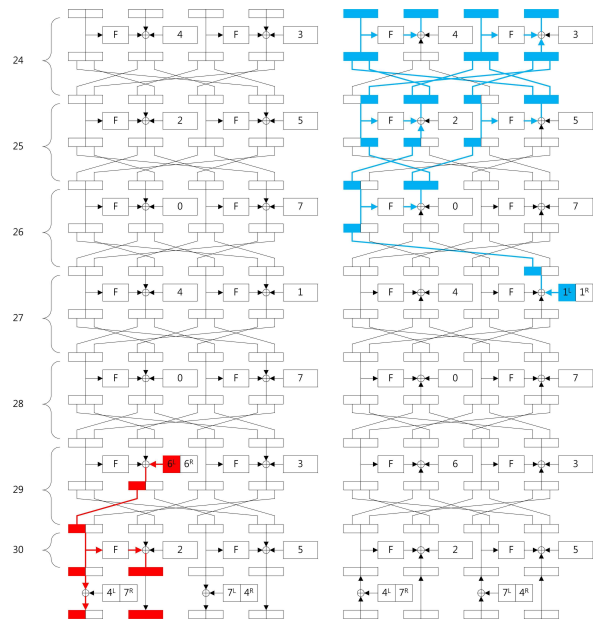 F 4 F 3 F 4 F 3
24
F 2 F 5 F 2 F 5
25
F 0 F 7 F 0 F 7
26
F 4 F 1 F 4 F 1ᴸ 1ᴿ
27
F 0 F 7 F 0 F 7
28
F 6ᴸ 6ᴿ F 3 F 6 F 3
29
30 F 2 F 5 F 2 F 5
4ᴸ 7ᴿ 7ᴸ 4ᴿ 4ᴸ 7ᴿ 7ᴸ 4ᴿ